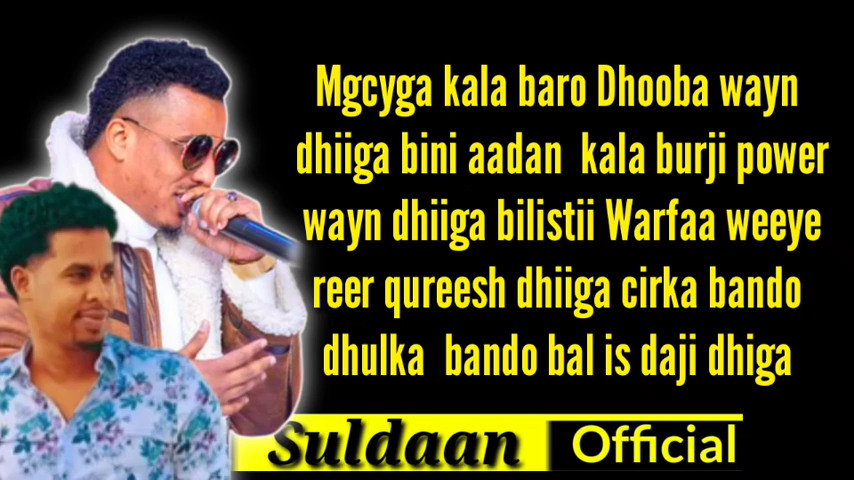 Mgcyga kala baro Dhooba wayn
dhiiga bini aadan kala burji power
wayn dhiiga bilistii Warfaa weeye
reer qureesh dhiiga cirka bando
dhulka bando bal is daji dhiga
Suldaan Official